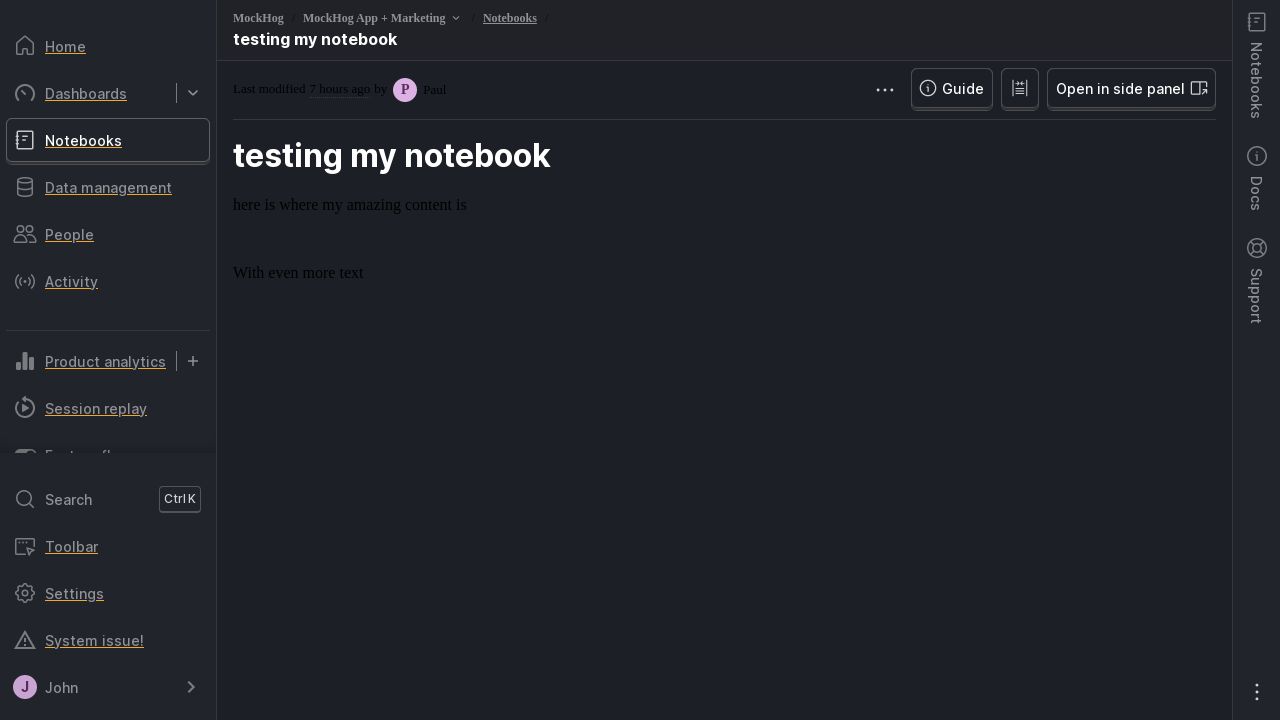 Home
Dashboards
Notebooks
Data management
People
Activity
Product analytics
Session replay
Search Ctrl K
Toolbar
Settings
System issue!
J John
MockHog / MockHog App + Marketing / Notebooks /
testing my notebook
Last modified 7 hours ago by P Paul
Guide
Open in side panel
testing my notebook
here is where my amazing content is
With even more text
Notebooks
Docs
Support